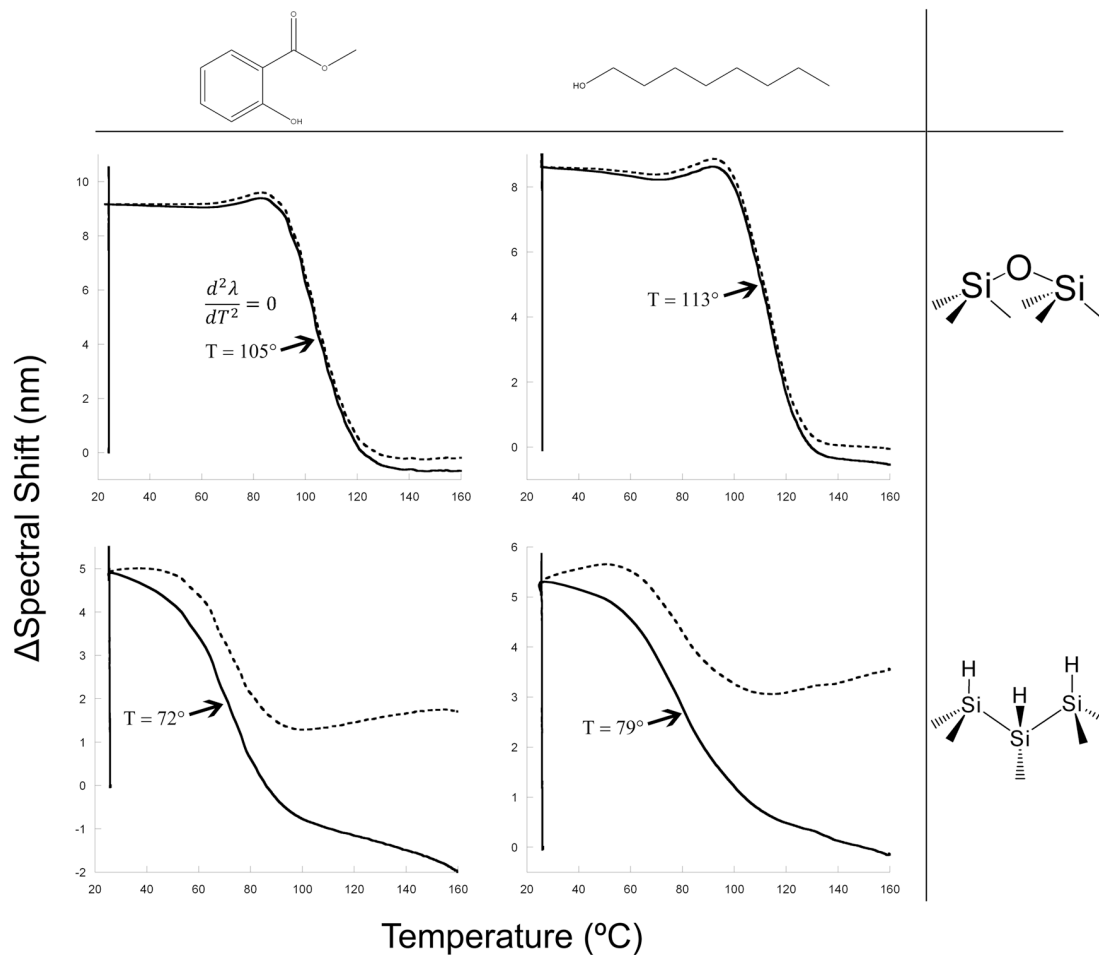 O
O
OH
HO
ΔSpectral Shift (nm)
10
8
6
4
2
0
20 40 60 80 100 120 140 160
d²λ
dT² = 0
T = 105°
8
6
4
2
0
20 40 60 80 100 120 140 160
T = 113°
Si O Si
5
4
3
2
1
0
-1
-2
20 40 60 80 100 120 140 160
T = 72°
6
5
4
3
2
1
0
20 40 60 80 100 120 140 160
T = 79°
H H H
Si Si Si
Temperature (ºC)